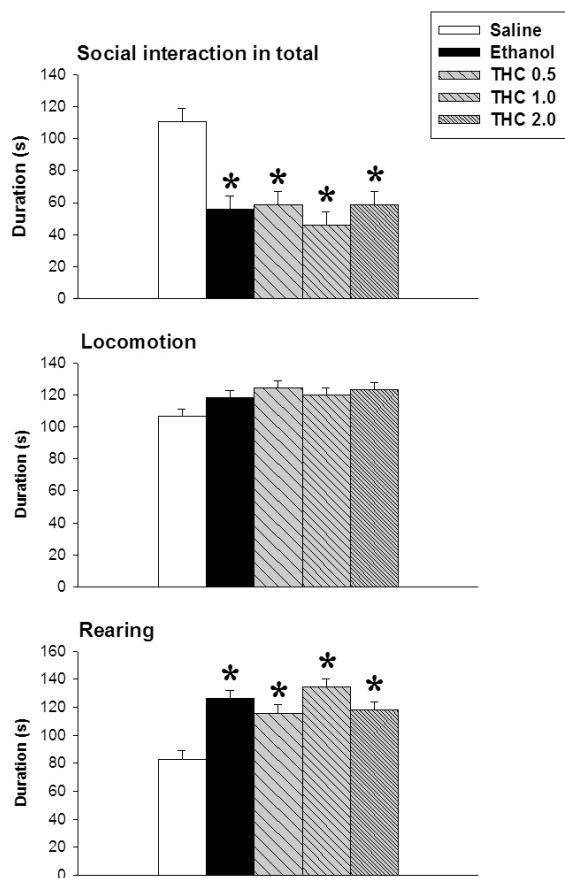 Saline
Ethanol
THC 0.5
THC 1.0
THC 2.0
Social interaction in total
Duration (s)
140
120
100
80
60
40
20
0
* * * *
Locomotion
Duration (s)
140
120
100
80
60
40
20
0
Rearing
Duration (s)
160
140
120
100
80
60
40
20
0
* * * *